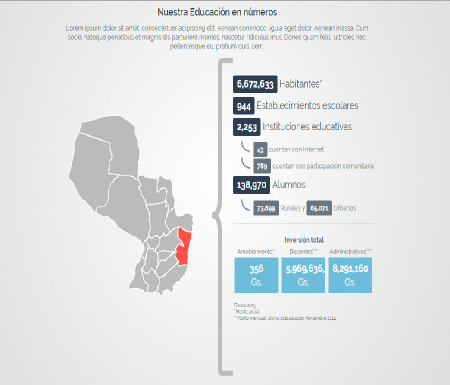 Nuestra Educación en números
Lorem ipsum dolor sit amet, consectetuer adipiscing elit. Aenean commodo ligula eget dolor. Aenean massa. Cum
sociis natoque penatibus et magnis dis parturient montes, nascetur ridiculus mus. Donec quam felis, ultricies nec
pellentesque eu, pretium quis, sem.
6,672,633 Habitantes*
944 Establecimientos escolares
2,253 Instituciones educativas
43 cuentan con Internet
789 cuentan con participación comunitaria
138,970 Alumnos
73,899 Rurales y 65,071 Urbanos
Inversión total
Amoblamiento** Docentes*** Administrativos***
356 5,969,636, 8,291,160
Gs. Gs. Gs.
** Monto anual
*** Monto mensual, última actualización Noviembre 2014